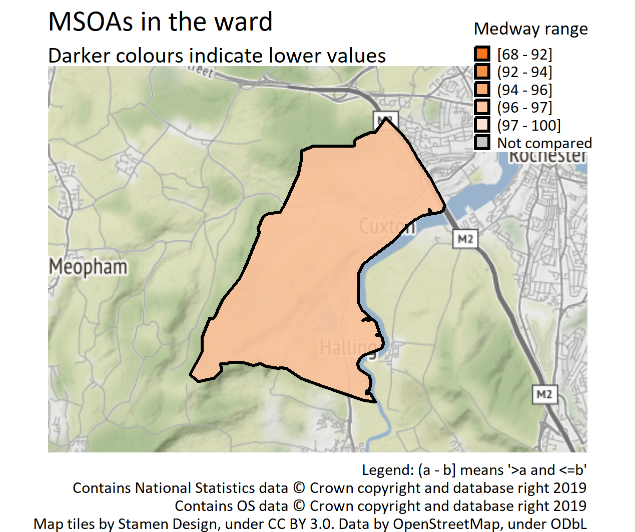 MSOAs in the ward
Darker colours indicate lower values
Medway range
[68 - 92]
(92 - 94]
(94 - 96]
(96 - 97]
(97 - 100]
Not compared
Rochester
Cuxton
M2
Meopham
Halling
M2
Legend: (a - b] means '>a and <=b'
Contains National Statistics data © Crown copyright and database right 2019
Contains OS data © Crown copyright and database right 2019
Map tiles by Stamen Design, under CC BY 3.0. Data by OpenStreetMap, under ODbL